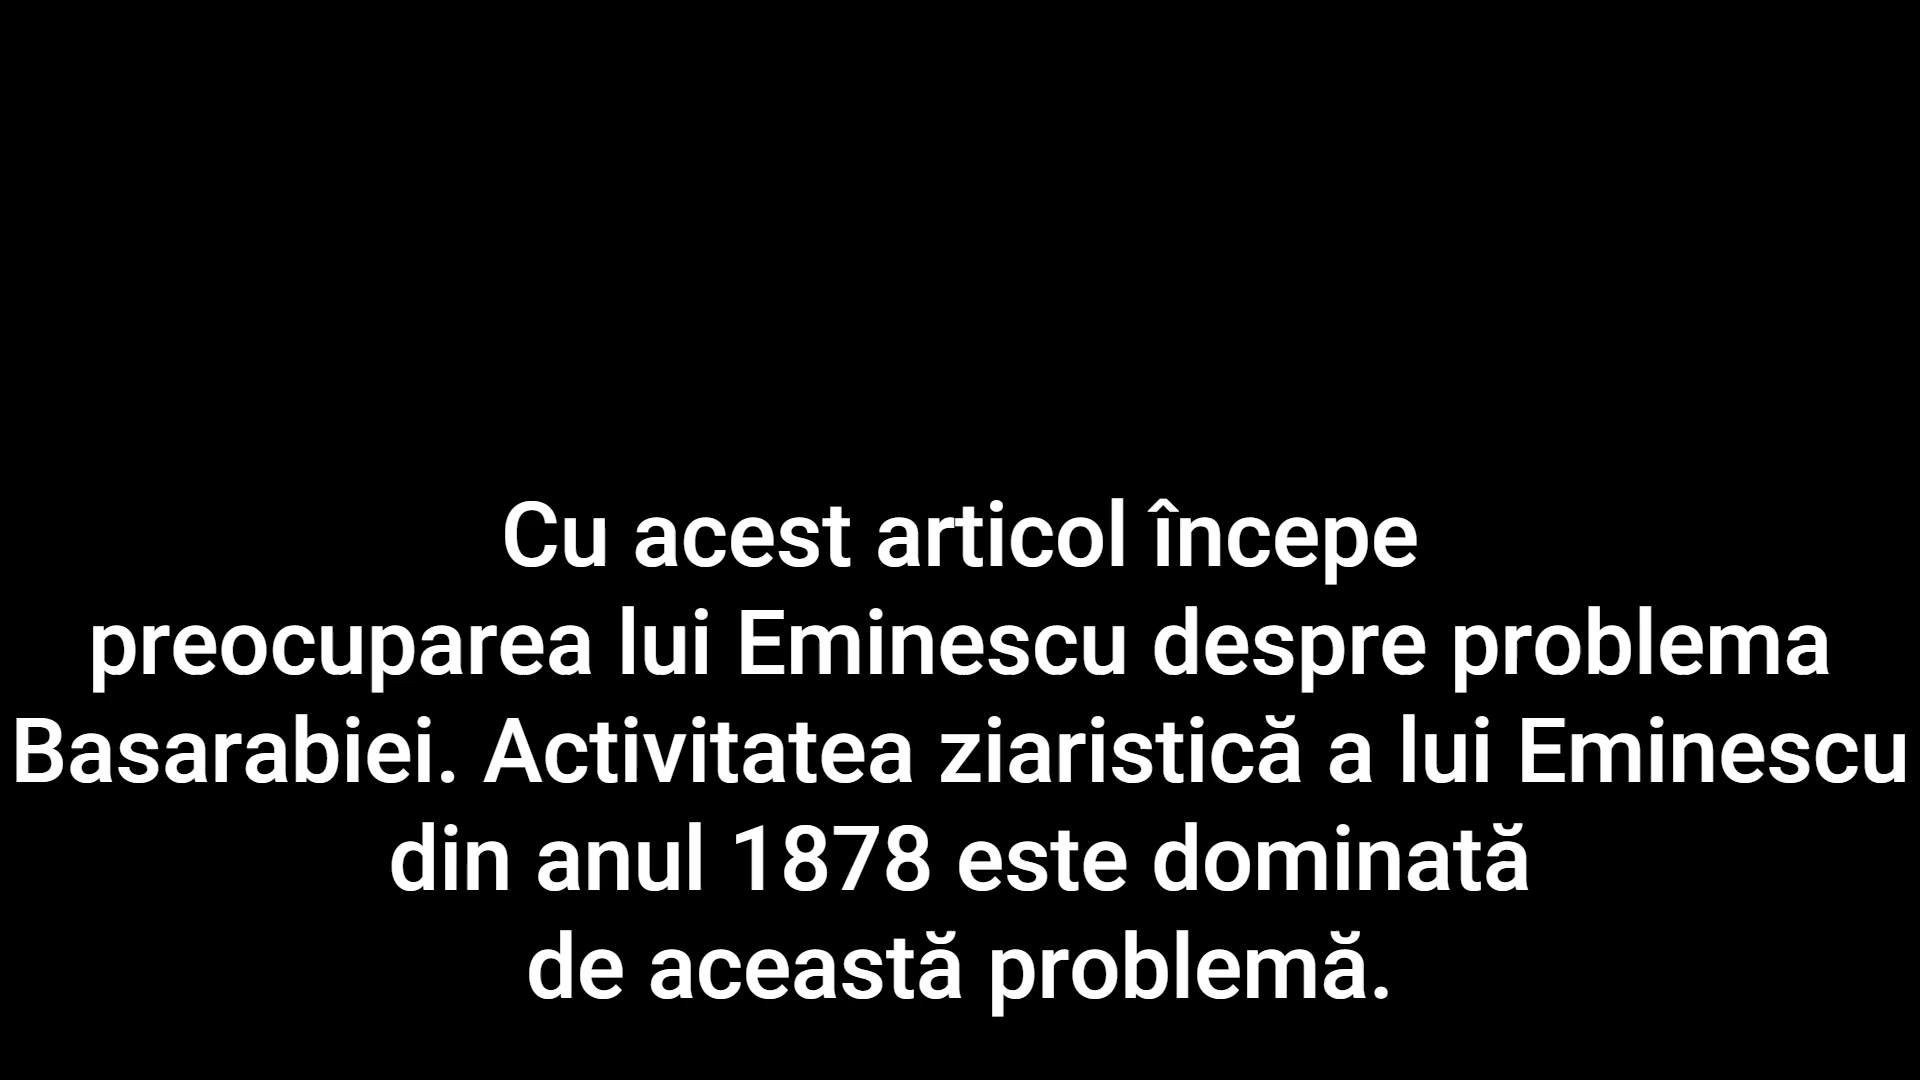 Cu acest articol începe
preocuparea lui Eminescu despre problema
Basarabiei. Activitatea ziaristică a lui Eminescu
din anul 1878 este dominată
de această problemă.